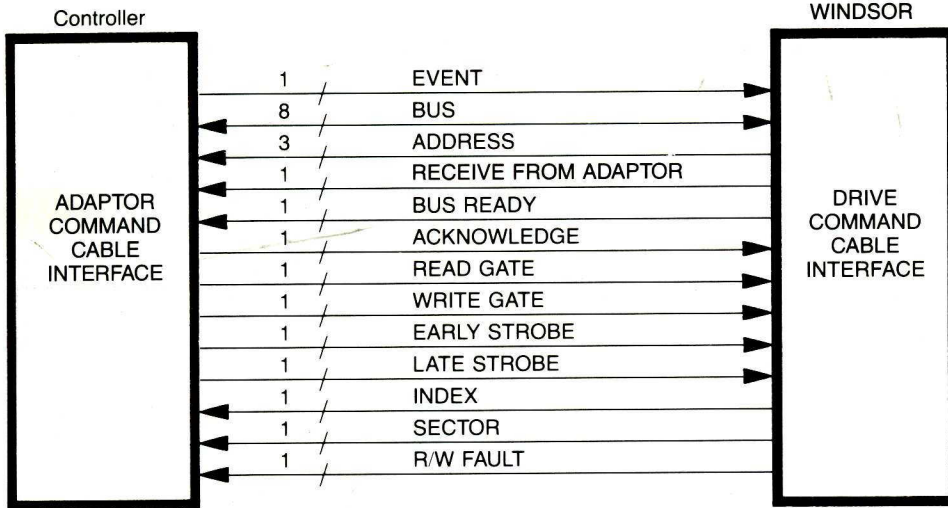 Controller
WINDSOR
1 EVENT
8 BUS
3 ADDRESS
1 RECEIVE FROM ADAPTOR
1 BUS READY
1 ACKNOWLEDGE
1 READ GATE
1 WRITE GATE
1 EARLY STROBE
1 LATE STROBE
1 INDEX
1 SECTOR
1 R/W FAULT
ADAPTOR
COMMAND
CABLE
INTERFACE
DRIVE
COMMAND
CABLE
INTERFACE